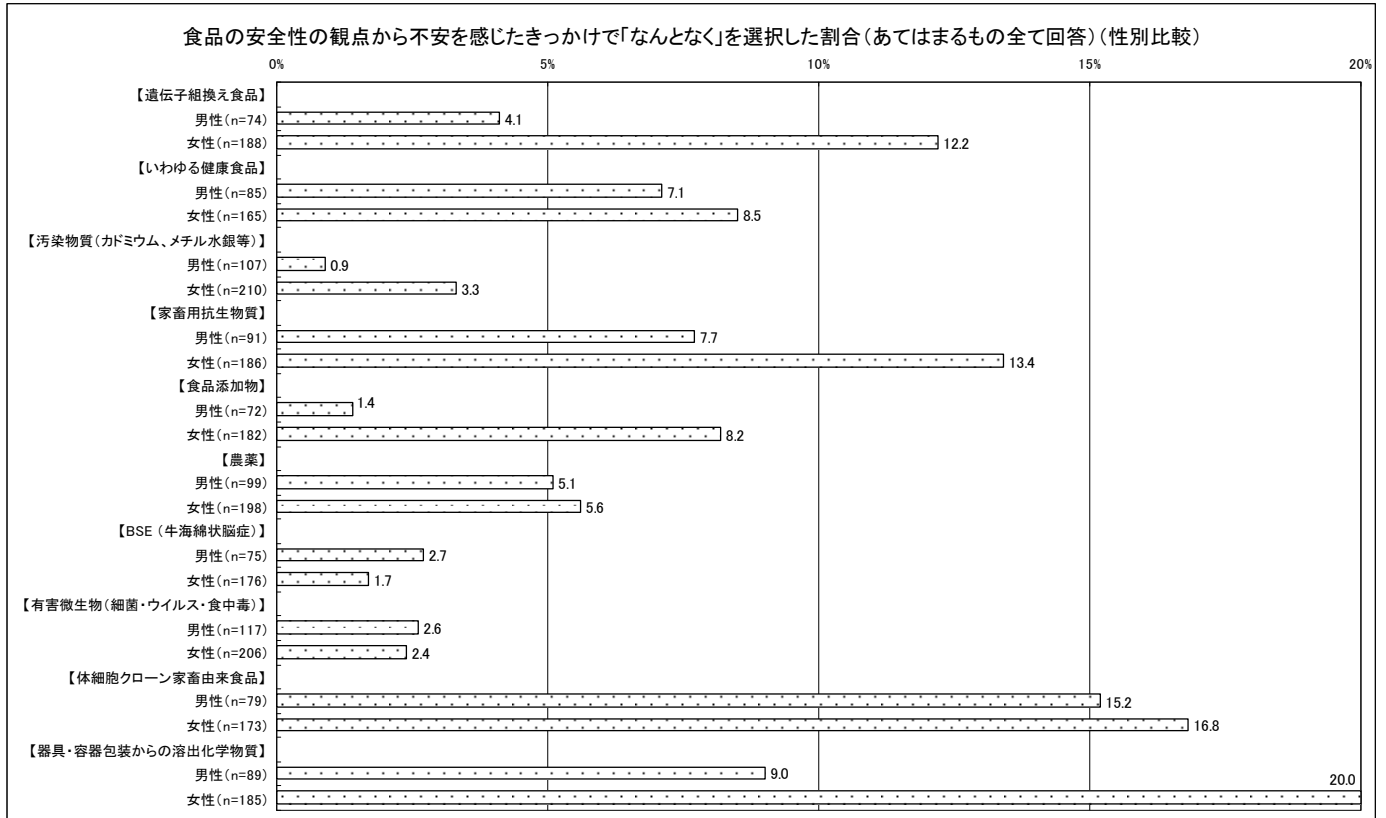 食品の安全性の観点から不安を感じたきっかけで「なんとなく」を選択した割合(あてはまるもの全て回答)(性別比較)
0% 5% 10% 15% 20%
【遺伝子組換え食品】
男性(n=74) 4.1
女性(n=188) 12.2
【いわゆる健康食品】
男性(n=85) 7.1
女性(n=165) 8.5
【汚染物質(カドミウム、メチル水銀等)】
男性(n=107) 0.9
女性(n=210) 3.3
【家畜用抗生物質】
男性(n=91) 7.7
女性(n=186) 13.4
【食品添加物】
男性(n=72) 1.4
女性(n=182) 8.2
【農薬】
男性(n=99) 5.1
女性(n=198) 5.6
【BSE (牛海綿状脳症)】
男性(n=75) 2.7
女性(n=176) 1.7
【有害微生物(細菌・ウイルス・食中毒)】
男性(n=117) 2.6
女性(n=206) 2.4
【体細胞クローン家畜由来食品】
男性(n=79) 15.2
女性(n=173) 16.8
【器具・容器包装からの溶出化学物質】
男性(n=89) 9.0
女性(n=185) 20.0